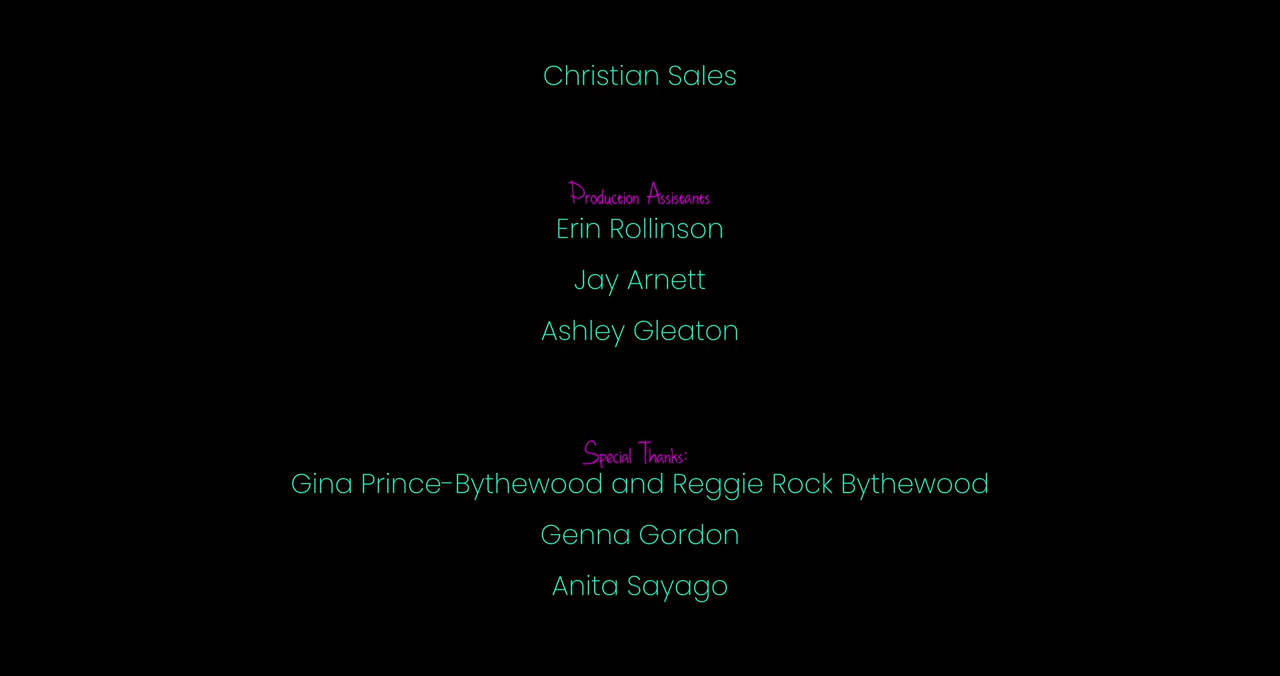 Christian Sales
Production Assistants
Erin Rollinson
Jay Arnett
Ashley Gleaton
Special Thanks:
Gina Prince-Bythewood and Reggie Rock Bythewood
Genna Gordon
Anita Sayago